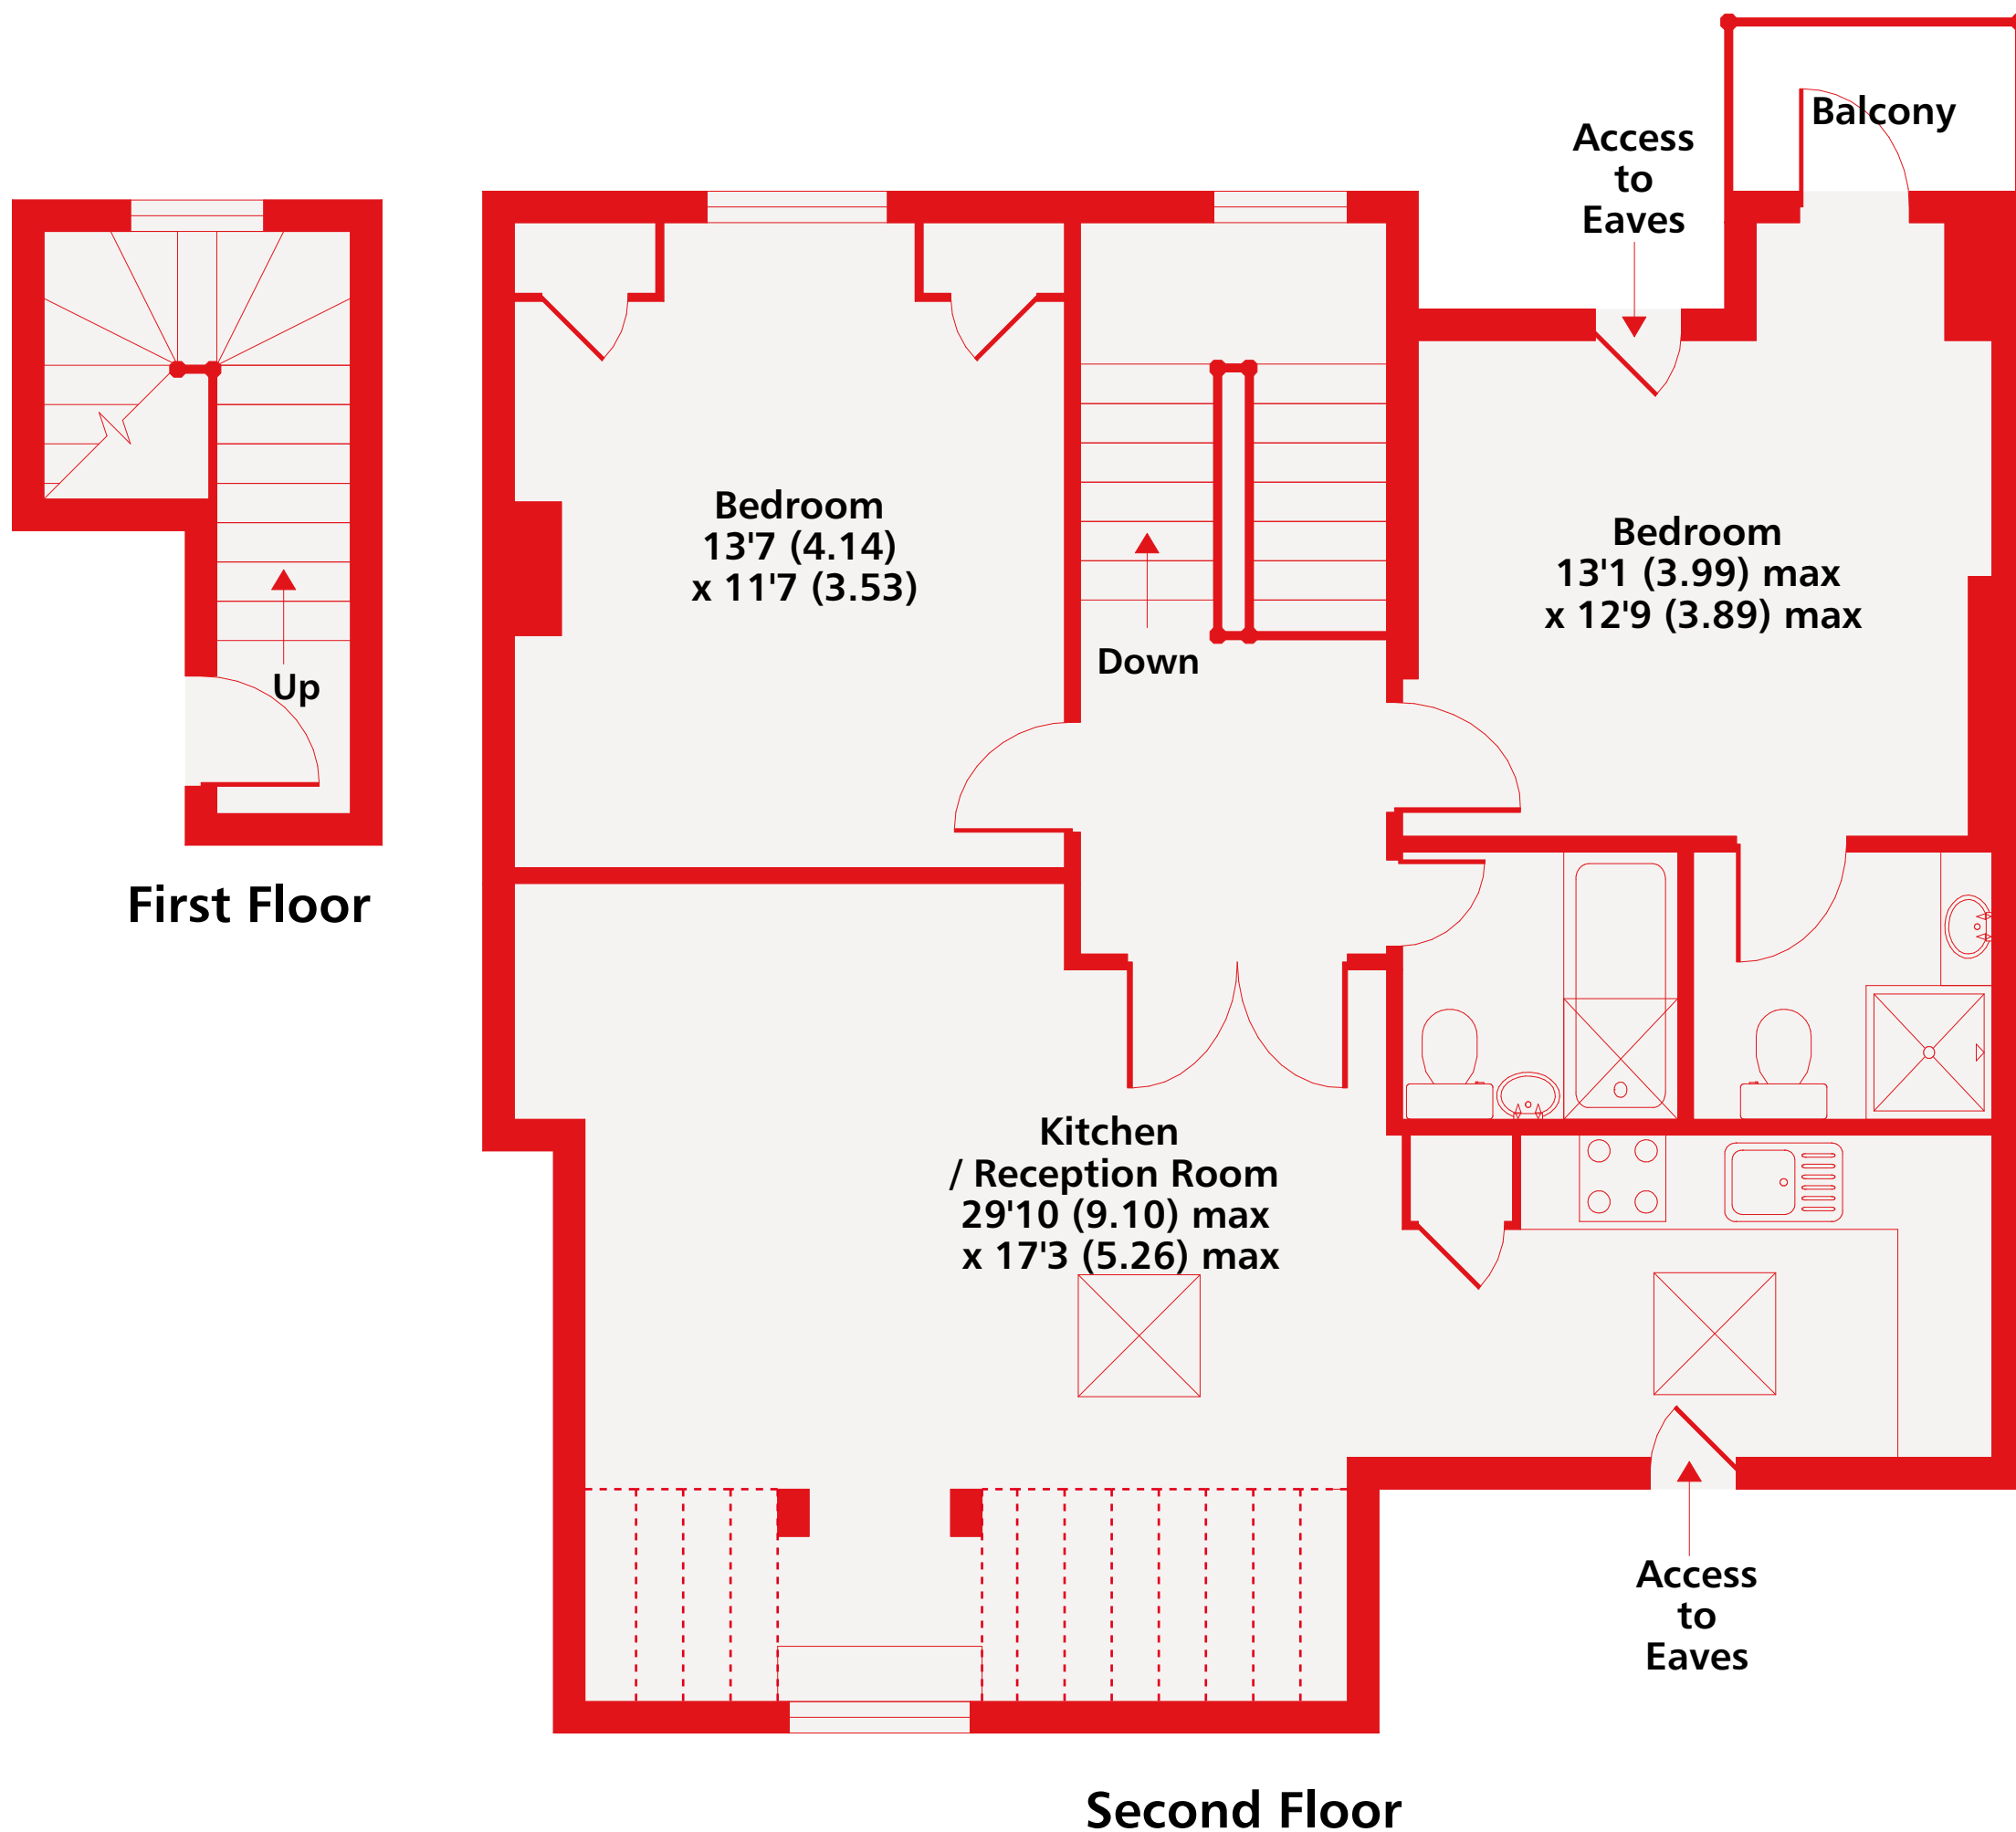 Balcony
Access
to
Eaves
Bedroom
13'7 (4.14)
x 11'7 (3.53)
Bedroom
13'1 (3.99) max
x 12'9 (3.89) max
Down
Up
First Floor
Kitchen
/ Reception Room
29'10 (9.10) max
x 17'3 (5.26) max
Access
to
Eaves
Second Floor